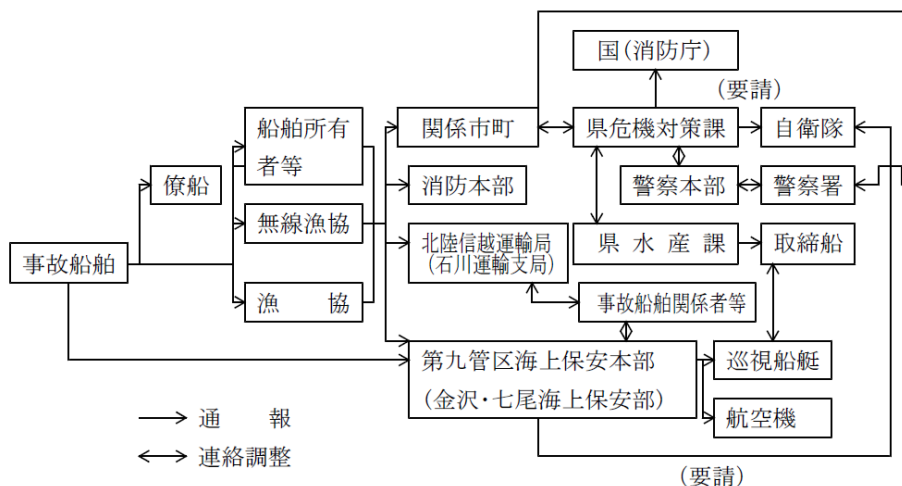 国(消防庁)
(要請)
船舶所有
者等
関係市町
県危機対策課
自衛隊
僚船
消防本部
警察本部
警察署
無線漁協
北陸信越運輸局
(石川運輸支局)
県水産課
取締船
事故船舶
漁　協
事故船舶関係者等
第九管区海上保安本部
(金沢・七尾海上保安部)
巡視船艇
航空機
通　報
連絡調整
(要請)